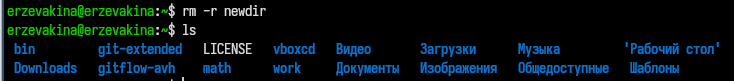 erzevakina@erzevakina:~$ rm -r newdir
erzevakina@erzevakina:~$ ls
bin git-extended LICENSE vboxcd Видео Загрузки Музыка 'Рабочий стол'
Downloads gitflow-avh math work Документы Изображения Общедоступные Шаблоны